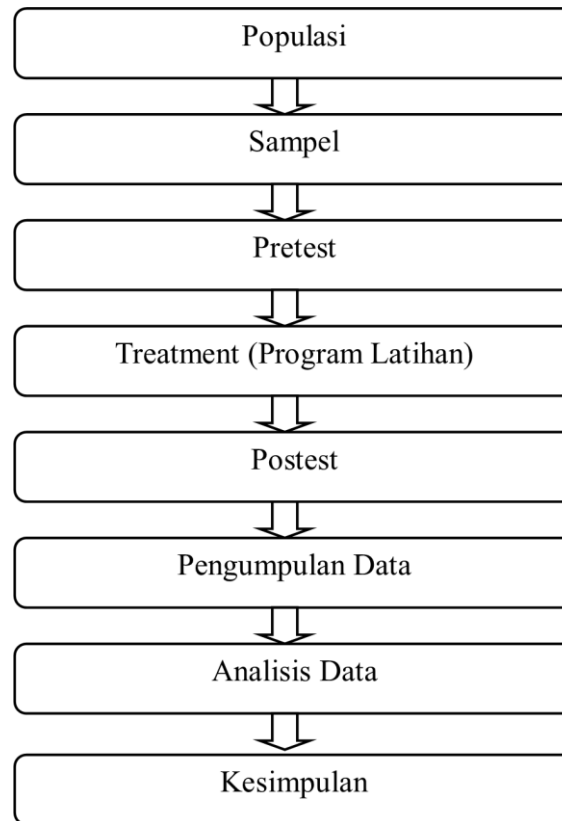 Populasi
Sampel
Pretest
Treatment (Program Latihan)
Postest
Pengumpulan Data
Analisis Data
Kesimpulan